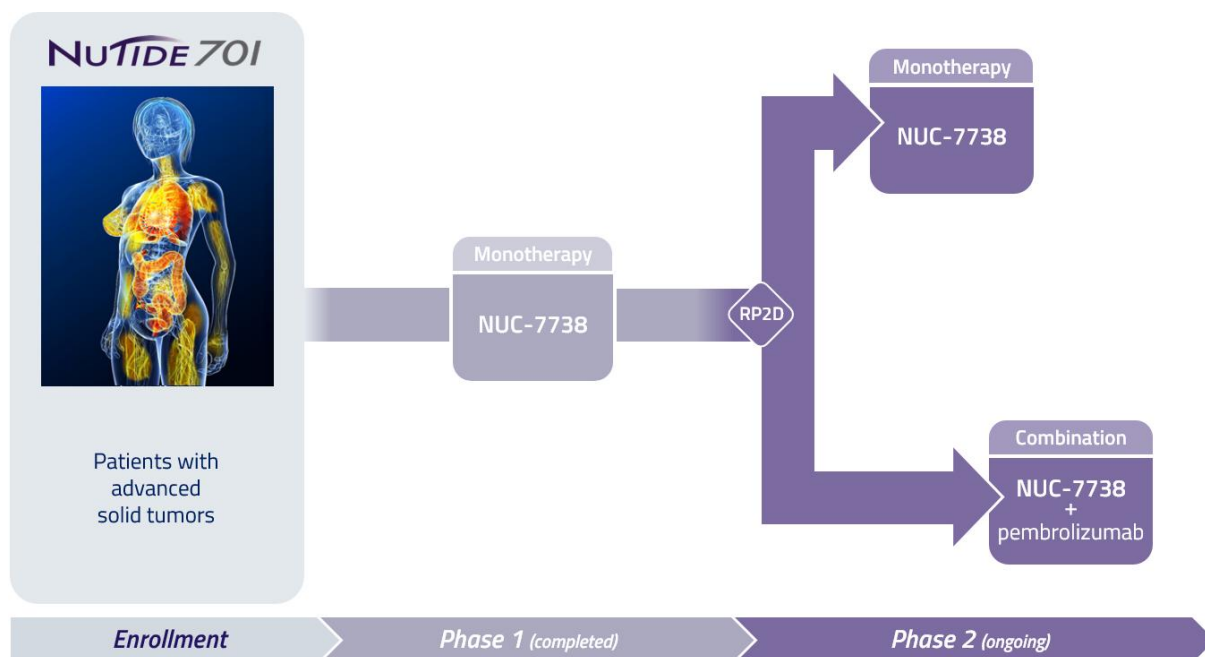 NUTIDE 701
Patients with
advanced
solid tumors
Monotherapy
NUC-7738
RP2D
Monotherapy
NUC-7738
Combination
NUC-7738
+
pembrolizumab
Enrollment
Phase 1 (completed)
Phase 2 (ongoing)